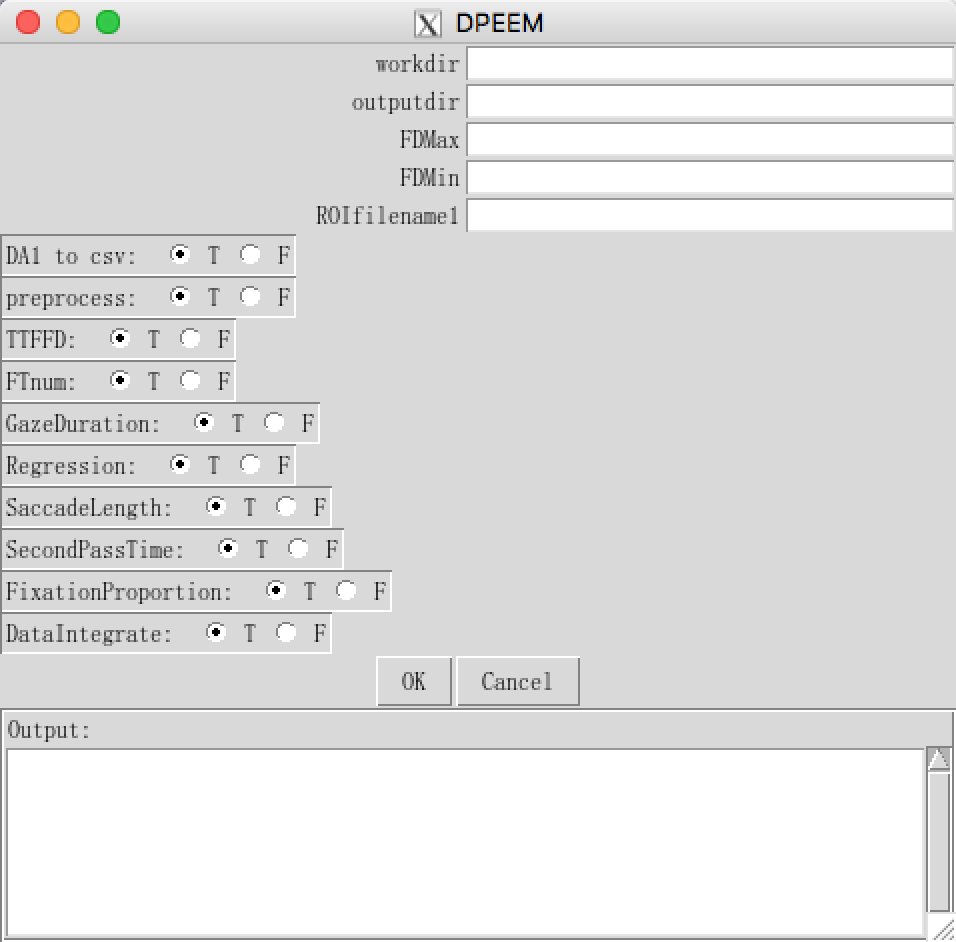 DPEEM
workdir
outputdir
FDMax
FDMin
ROIfilename1
DA1 to csv: T F
preprocess: T F
TTFFD: T F
FTnum: T F
GazeDuration: T F
Regression: T F
SaccadeLength: T F
SecondPassTime: T F
FixationProportion: T F
DataIntegrate: T F
OK Cancel
Output: